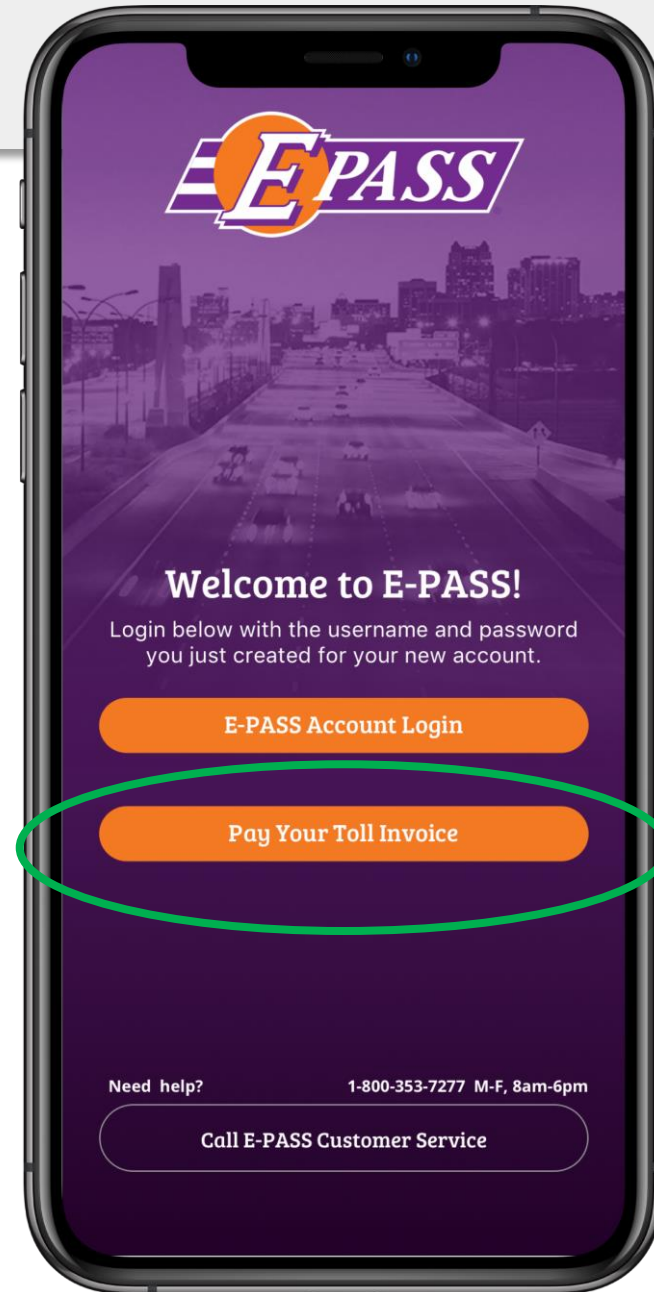 E PASS
Welcome to E-PASS!
Login below with the username and password
you just created for your new account.
E-PASS Account Login
Pay Your Toll Invoice
Need help? 1-800-353-7277 M-F, 8am-6pm
Call E-PASS Customer Service